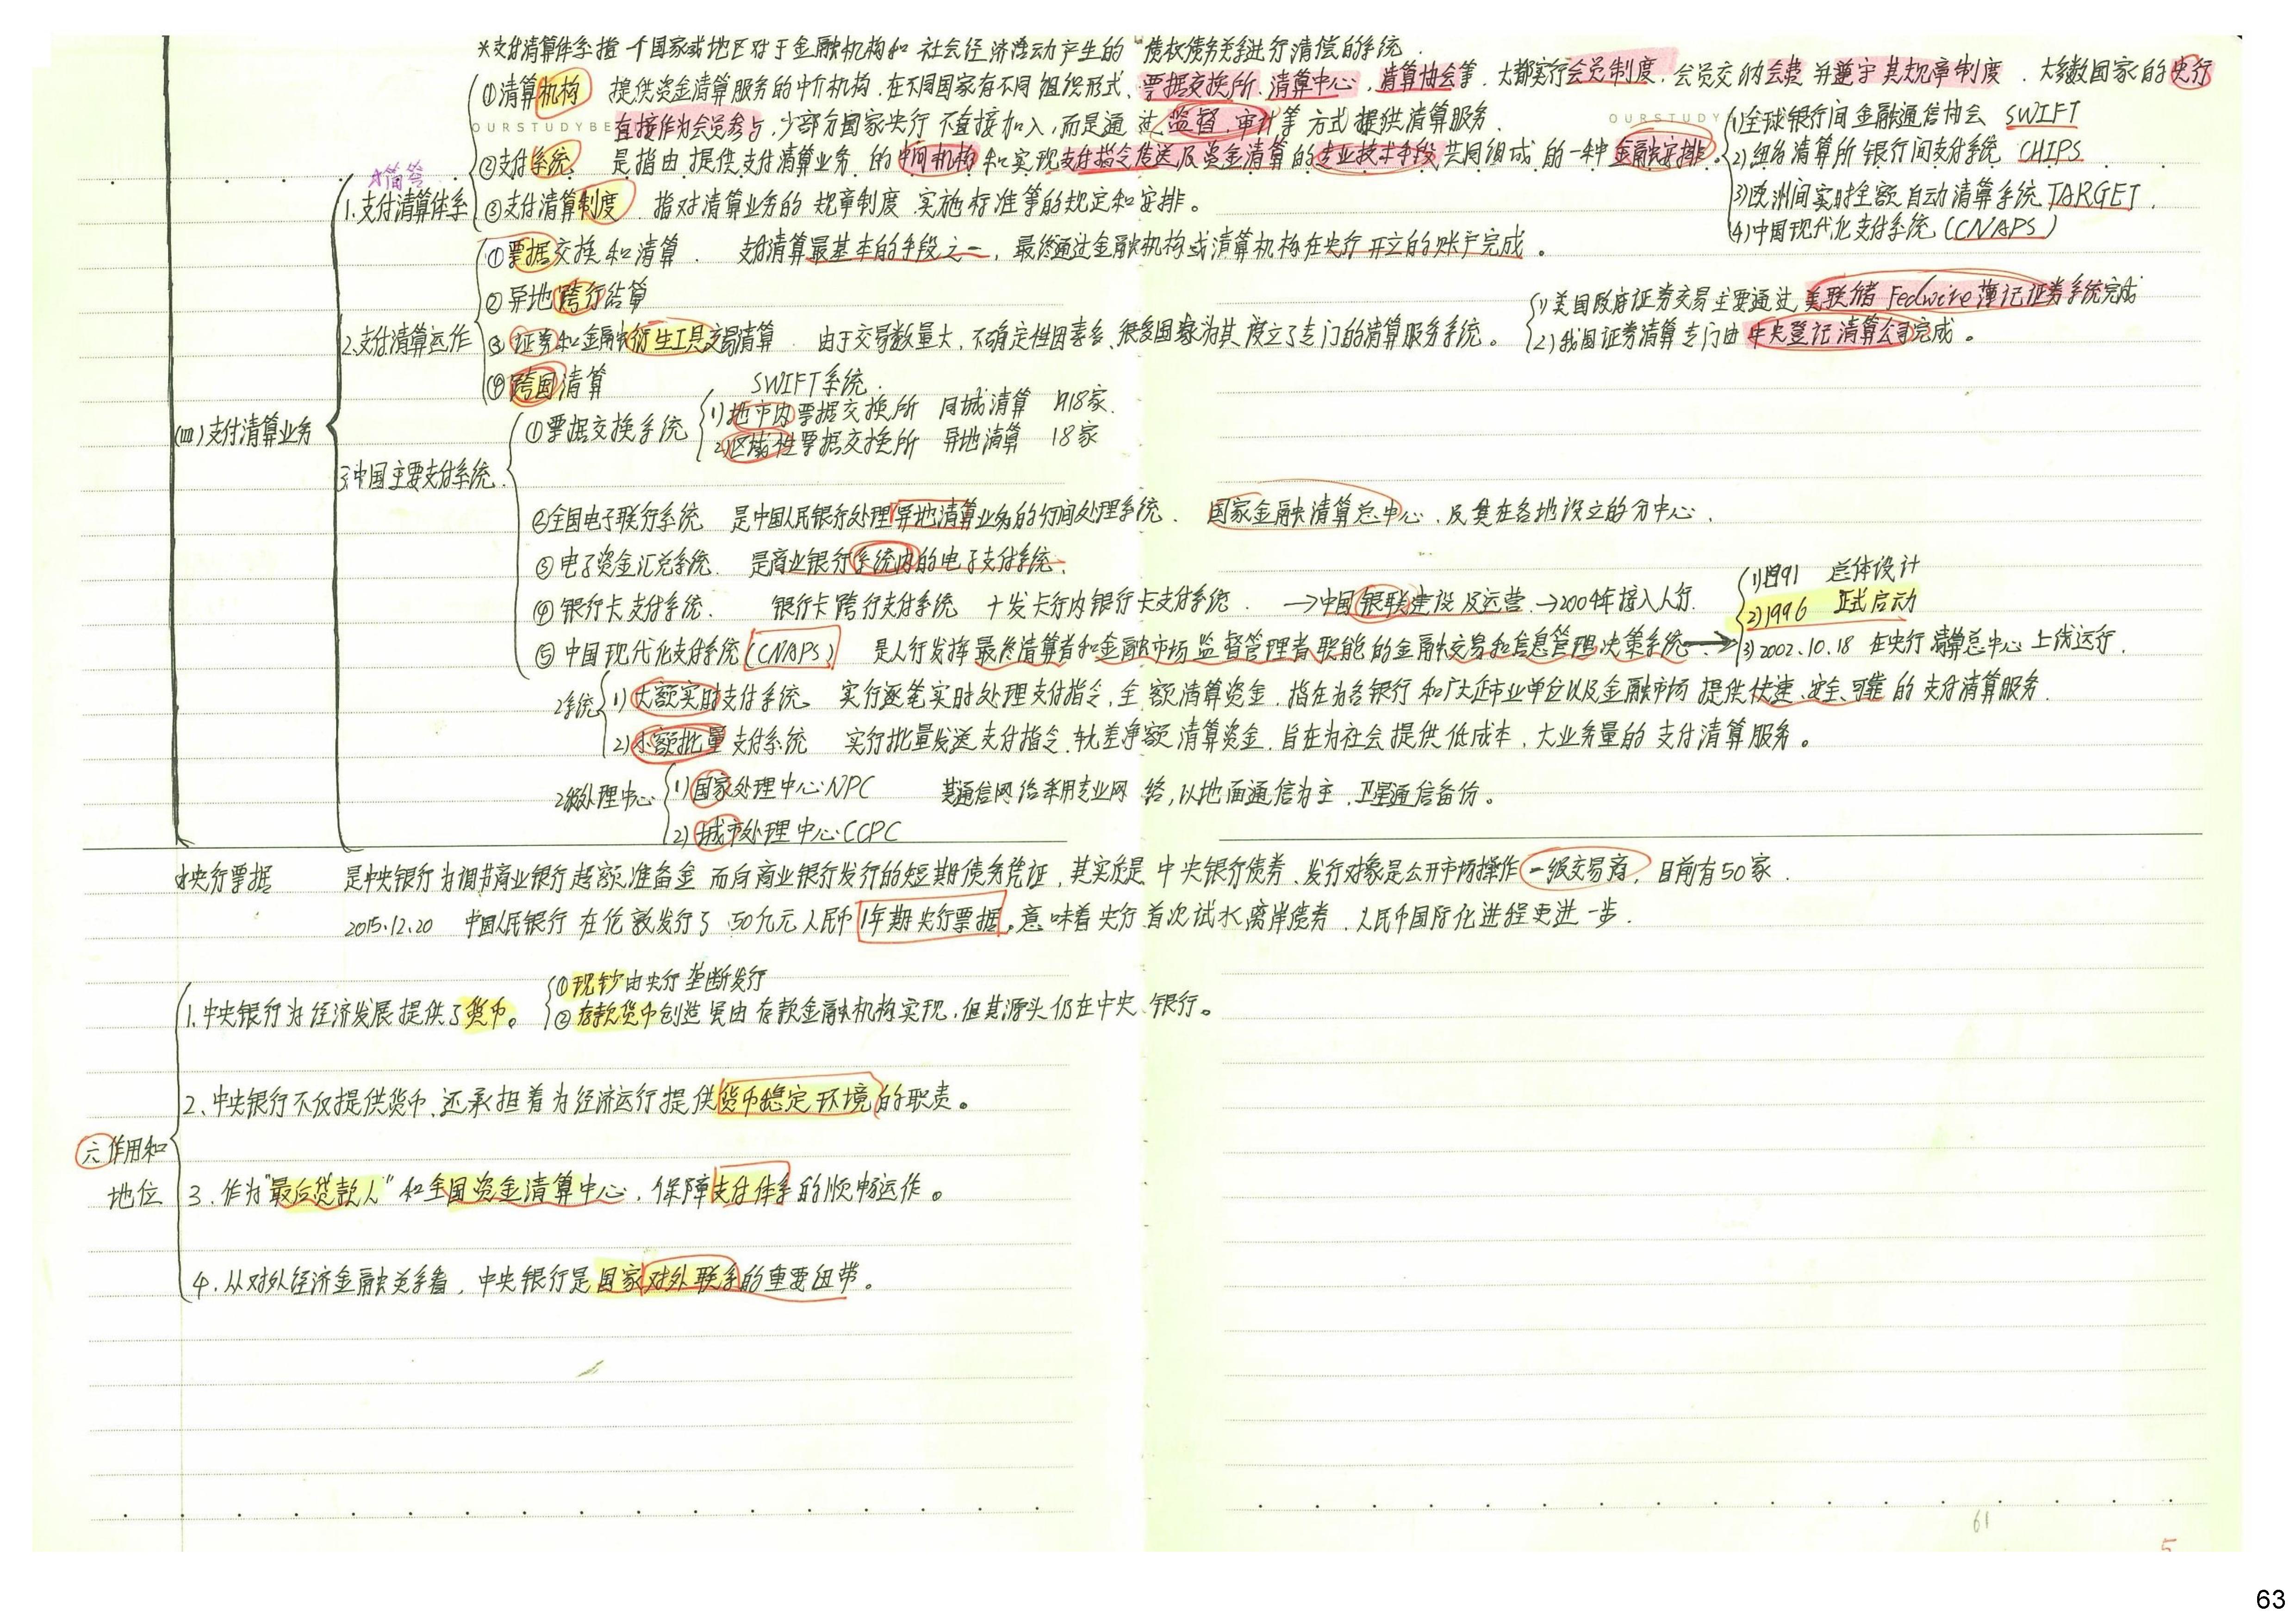 *支付清算体系指一个国家或地区对于金融机构和社会经济活动产生的债权债务关系进行清偿的系统.
①清算机构 提供资金清算服务的中介机构.在不同国家有不同组织形式、票据交换所、清算中心、清算协会等.大都实行会员制度.会员交纳会费并遵守其规章制度.大多数国家的央行
OURSTUDYBE
直接作为会员参与,少部分国家央行不直接加入,而是通过监督、审计等方式提供清算服务.
OURSTUDY
②支付系统. 是指由提供支付清算业务的中间机构和实现支付指令传送及资金清算的专业技术手段共同组成的一种金融安排.
1)全球银行间金融通信协会 SWIFT
2)纽约清算所银行间支付系统 CHIPS
3)欧洲间实时全额自动清算系统TARGET.
4)中国现代化支付系统(CNAPS)
☆简答
1.支付清算体系
③支付清算制度. 指对清算业务的规章制度、实施标准等的规定和安排。
①票据交换和清算. 支付清算最基本的手段之一,最终通过金融机构或清算机构在央行开立的账户完成。
②异地跨行结算
2.支付清算运作
③证券和金融衍生工具交易清算. 由于交易数量大、不确定性因素多、很多国家为其设立了专门的清算服务系统。
1)美国政府证券交易主要通过美联储Fedwire簿记证券系统完成
2)我国证券清算专门由中央登记清算公司完成。
④跨国清算 SWIFT系统.
(四)支付清算业务
3.中国主要支付系统.
①票据交换系统
1)地市内票据交换所 同城清算
2)区域性票据交换所 异地清算 18家
②全国电子联行系统 是中国人民银行处理异地清算业务的行间处理系统. 国家金融清算总中心、及其在各地设立的分中心.
③电子资金汇兑系统. 是商业银行系统内的电子支付系统.
④银行卡支付系统. 银行卡跨行支付系统 + 发卡行内银行卡支付系统. →中国银联建设及运营.→2004年接入人行.
⑤中国现代化支付系统(CNAPS) 是人行发挥最终清算者和金融市场监督管理者职能的金融交易和信息管理决策系统→
1)1991 总体设计
2)1996 正式启动
3)2002.10.18 在央行清算总中心上线运行.
2系统
1)大额实时支付系统 实行逐笔实时处理支付指令,全额清算资金.指在为各银行和广大企市业单位以及金融市场提供快速、安全、可靠的支付清算服务.
2)小额批量支付系统 实行批量发送支付指令.轧差净额清算资金.旨在为社会提供低成本、大业务量的支付清算服务。
2级处理中心
1)国家处理中心:NPC 其通信网络采用专业网络,以地面通信为主,卫星通信备份。
2)城市处理中心:CCPC
中央行票据 是中央银行为调节商业银行超额准备金而向商业银行发行的短期债务凭证,其实质是中央银行债券、发行对象是公开市场操作一级交易商,目前有50家.
2015.12.20 中国人民银行在伦敦发行了50亿元人民币1年期央行票据,意味着央行首次试水离岸债券.人民币国际化进程更进一步.
六 作用和地位
1.中央银行为经济发展提供了货币。
①现钞由央行垄断发行
②存款货币创造虽由存款金融机构实现,但其源头仍在中央银行。
2、中央银行不仅提供货币、还承担着为经济运行提供货币稳定环境的职责。
3.作为"最后贷款人"和全国资金清算中心,保障支付体系的顺畅运作。
4.从对外经济金融关系看,中央银行是国家对外联系的重要纽带。
61
5
63